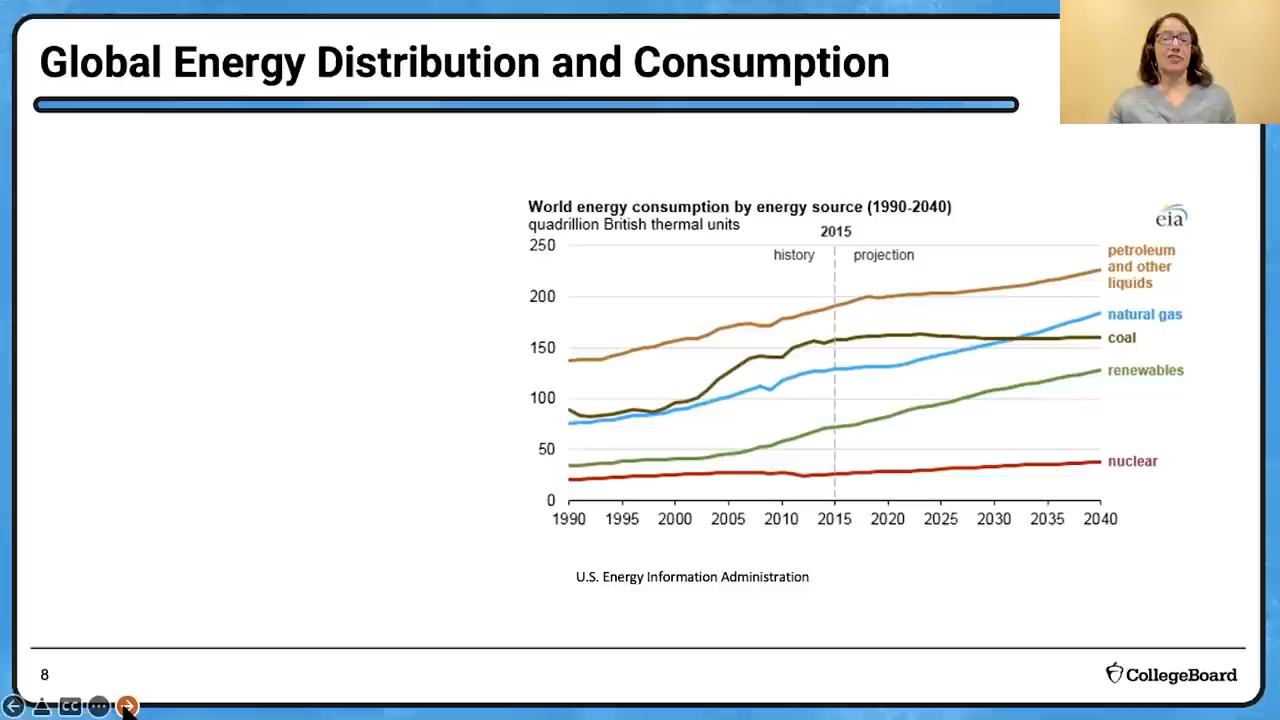 Global Energy Distribution and Consumption
World energy consumption by energy source (1990-2040)
quadrillion British thermal units
eia
2015
history projection
250
200
150
100
50
0
petroleum
and other
liquids
natural gas
coal
renewables
nuclear
1990 1995 2000 2005 2010 2015 2020 2025 2030 2035 2040
U.S. Energy Information Administration
8
CollegeBoard
CC